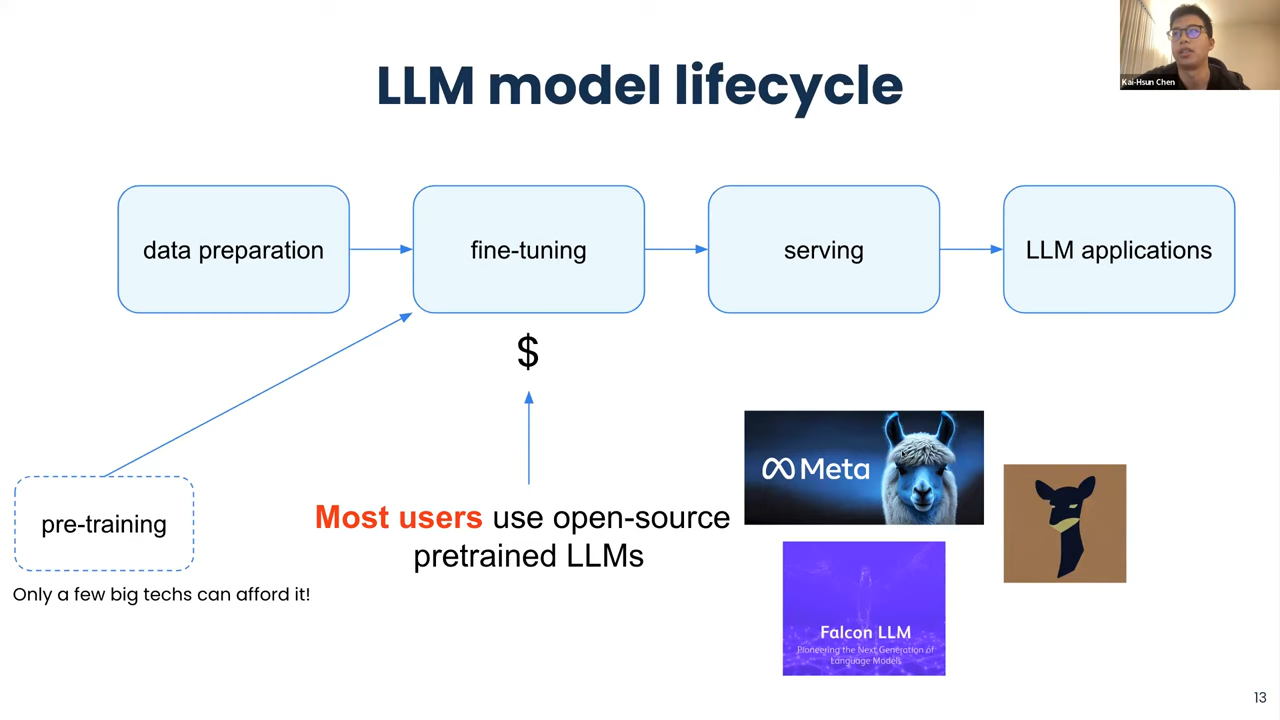 Kai-Hsun Chen
LLM model lifecycle
data preparation
fine-tuning
serving
LLM applications
$
pre-training
Only a few big techs can afford it!
Most users use open-source
pretrained LLMs
Meta
Falcon LLM
Pioneering the Next Generation of
Language Models
13